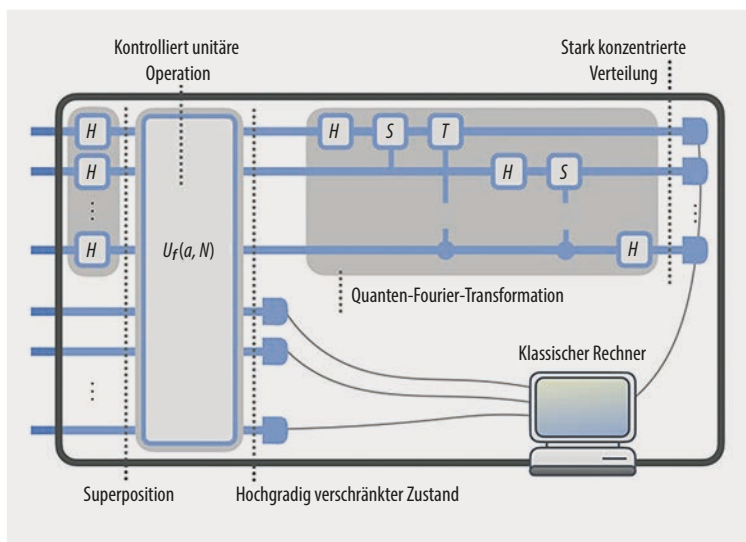 Kontrolliert unitäre
Operation
Stark konzentrierte
Verteilung
H
H S T
H
H S
⋮
⋮
H
U_f(a, N)
H
Quanten-Fourier-Transformation
Klassischer Rechner
⋮
Superposition
Hochgradig verschränkter Zustand